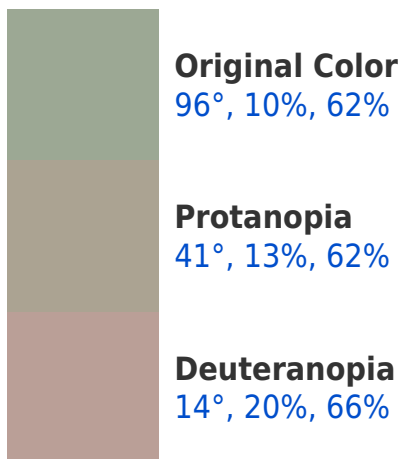 Original Color
96°, 10%, 62%
Protanopia
41°, 13%, 62%
Deuteranopia
14°, 20%, 66%